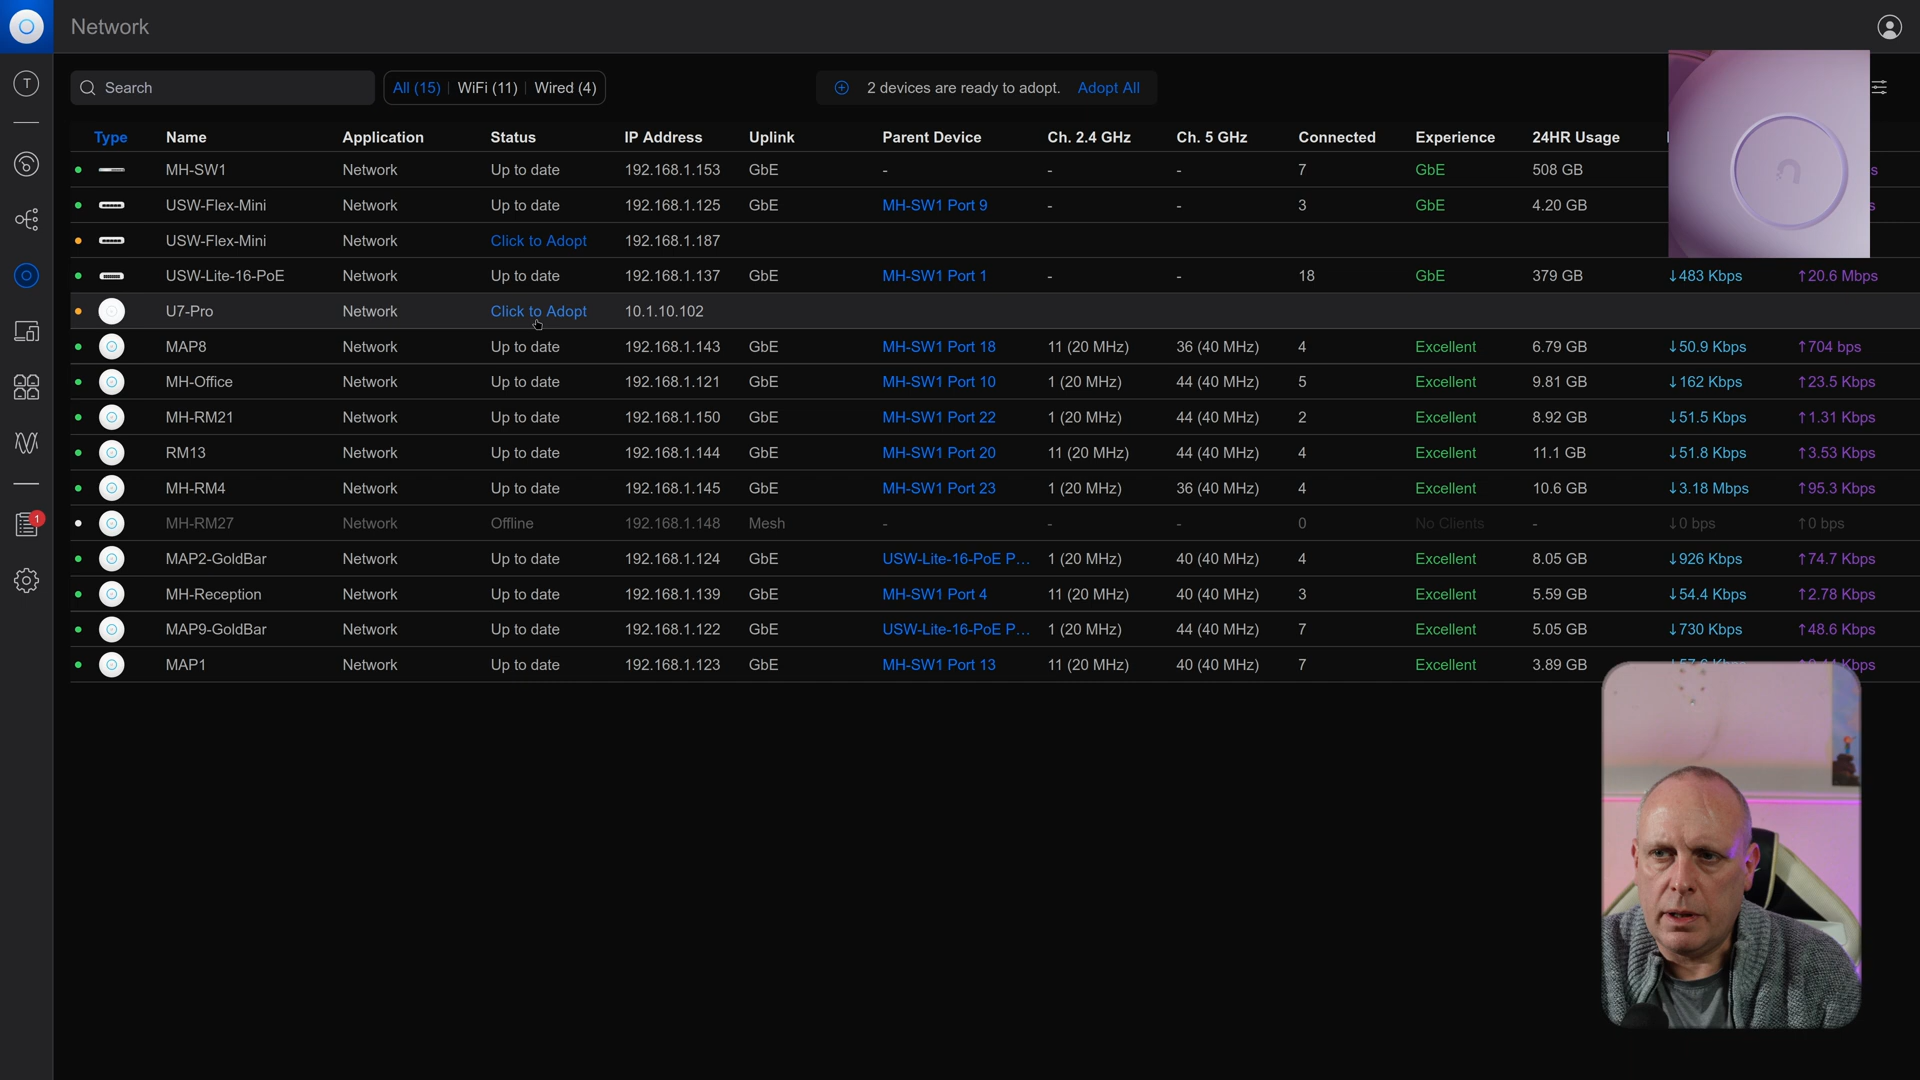 Network
T
Search
All (15) | WiFi (11) | Wired (4)
2 devices are ready to adopt. Adopt All
Type Name Application Status IP Address Uplink Parent Device Ch. 2.4 GHz Ch. 5 GHz Connected Experience 24HR Usage
MH-SW1 Network Up to date 192.168.1.153 GbE - - - 7 GbE 508 GB
USW-Flex-Mini Network Up to date 192.168.1.125 GbE MH-SW1 Port 9 - - 3 GbE 4.20 GB
USW-Flex-Mini Network Click to Adopt 192.168.1.187
USW-Lite-16-PoE Network Up to date 192.168.1.137 GbE MH-SW1 Port 1 - - 18 GbE 379 GB ↓483 Kbps ↑20.6 Mbps
U7-Pro Network Click to Adopt 10.1.10.102
MAP8 Network Up to date 192.168.1.143 GbE MH-SW1 Port 18 11 (20 MHz) 36 (40 MHz) 4 Excellent 6.79 GB ↓50.9 Kbps ↑704 bps
MH-Office Network Up to date 192.168.1.121 GbE MH-SW1 Port 10 1 (20 MHz) 44 (40 MHz) 5 Excellent 9.81 GB ↓162 Kbps ↑23.5 Kbps
MH-RM21 Network Up to date 192.168.1.150 GbE MH-SW1 Port 22 1 (20 MHz) 44 (40 MHz) 2 Excellent 8.92 GB ↓51.5 Kbps ↑1.31 Kbps
RM13 Network Up to date 192.168.1.144 GbE MH-SW1 Port 20 11 (20 MHz) 44 (40 MHz) 4 Excellent 11.1 GB ↓51.8 Kbps ↑3.53 Kbps
MH-RM4 Network Up to date 192.168.1.145 GbE MH-SW1 Port 23 1 (20 MHz) 36 (40 MHz) 4 Excellent 10.6 GB ↓3.18 Mbps ↑95.3 Kbps
1 MH-RM27 Network Offline 192.168.1.148 Mesh - - - 0 No Clients - ↓0 bps ↑0 bps
MAP2-GoldBar Network Up to date 192.168.1.124 GbE USW-Lite-16-PoE P... 1 (20 MHz) 40 (40 MHz) 4 Excellent 8.05 GB ↓926 Kbps ↑74.7 Kbps
MH-Reception Network Up to date 192.168.1.139 GbE MH-SW1 Port 4 11 (20 MHz) 40 (40 MHz) 3 Excellent 5.59 GB ↓54.4 Kbps ↑2.78 Kbps
MAP9-GoldBar Network Up to date 192.168.1.122 GbE USW-Lite-16-PoE P... 1 (20 MHz) 44 (40 MHz) 7 Excellent 5.05 GB ↓730 Kbps ↑48.6 Kbps
MAP1 Network Up to date 192.168.1.123 GbE MH-SW1 Port 13 11 (20 MHz) 40 (40 MHz) 7 Excellent 3.89 GB Kbps